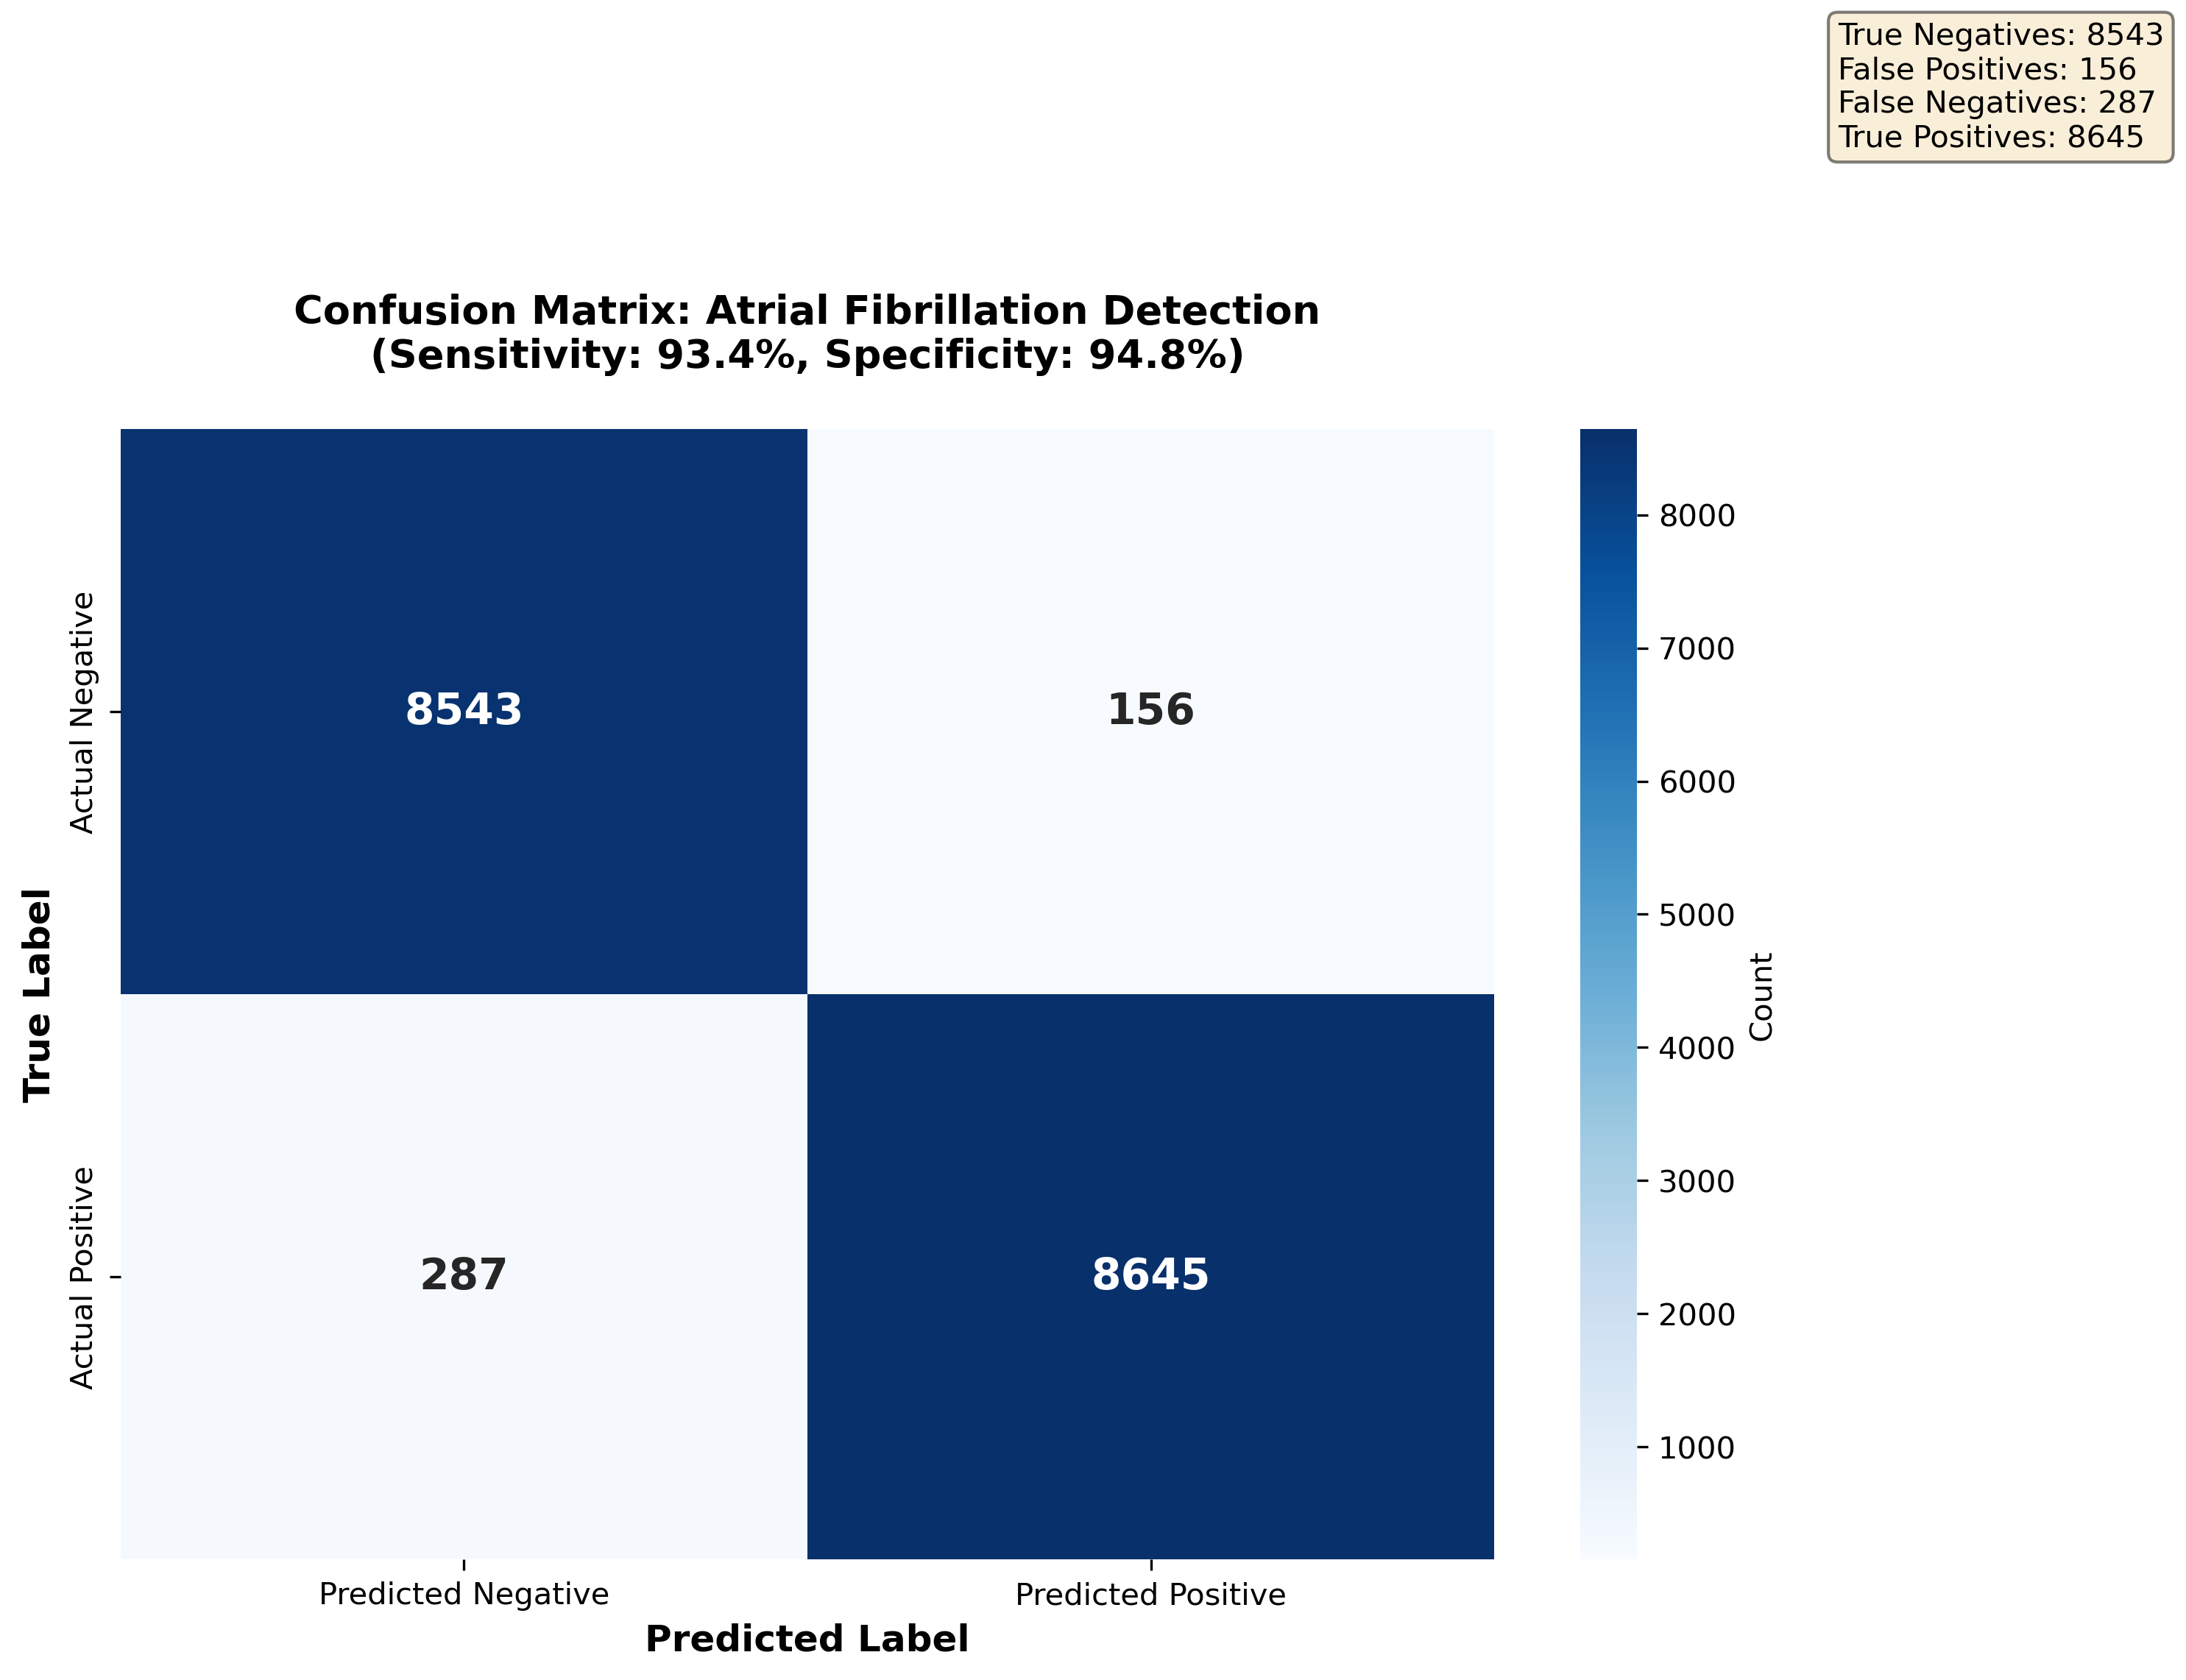 True Negatives: 8543
False Positives: 156
False Negatives: 287
True Positives: 8645
Confusion Matrix: Atrial Fibrillation Detection
(Sensitivity: 93.4%, Specificity: 94.8%)
True Label
Actual Negative
8543
156
Actual Positive
287
8645
Predicted Negative
Predicted Positive
Predicted Label
8000
7000
6000
5000
4000
3000
2000
1000
Count